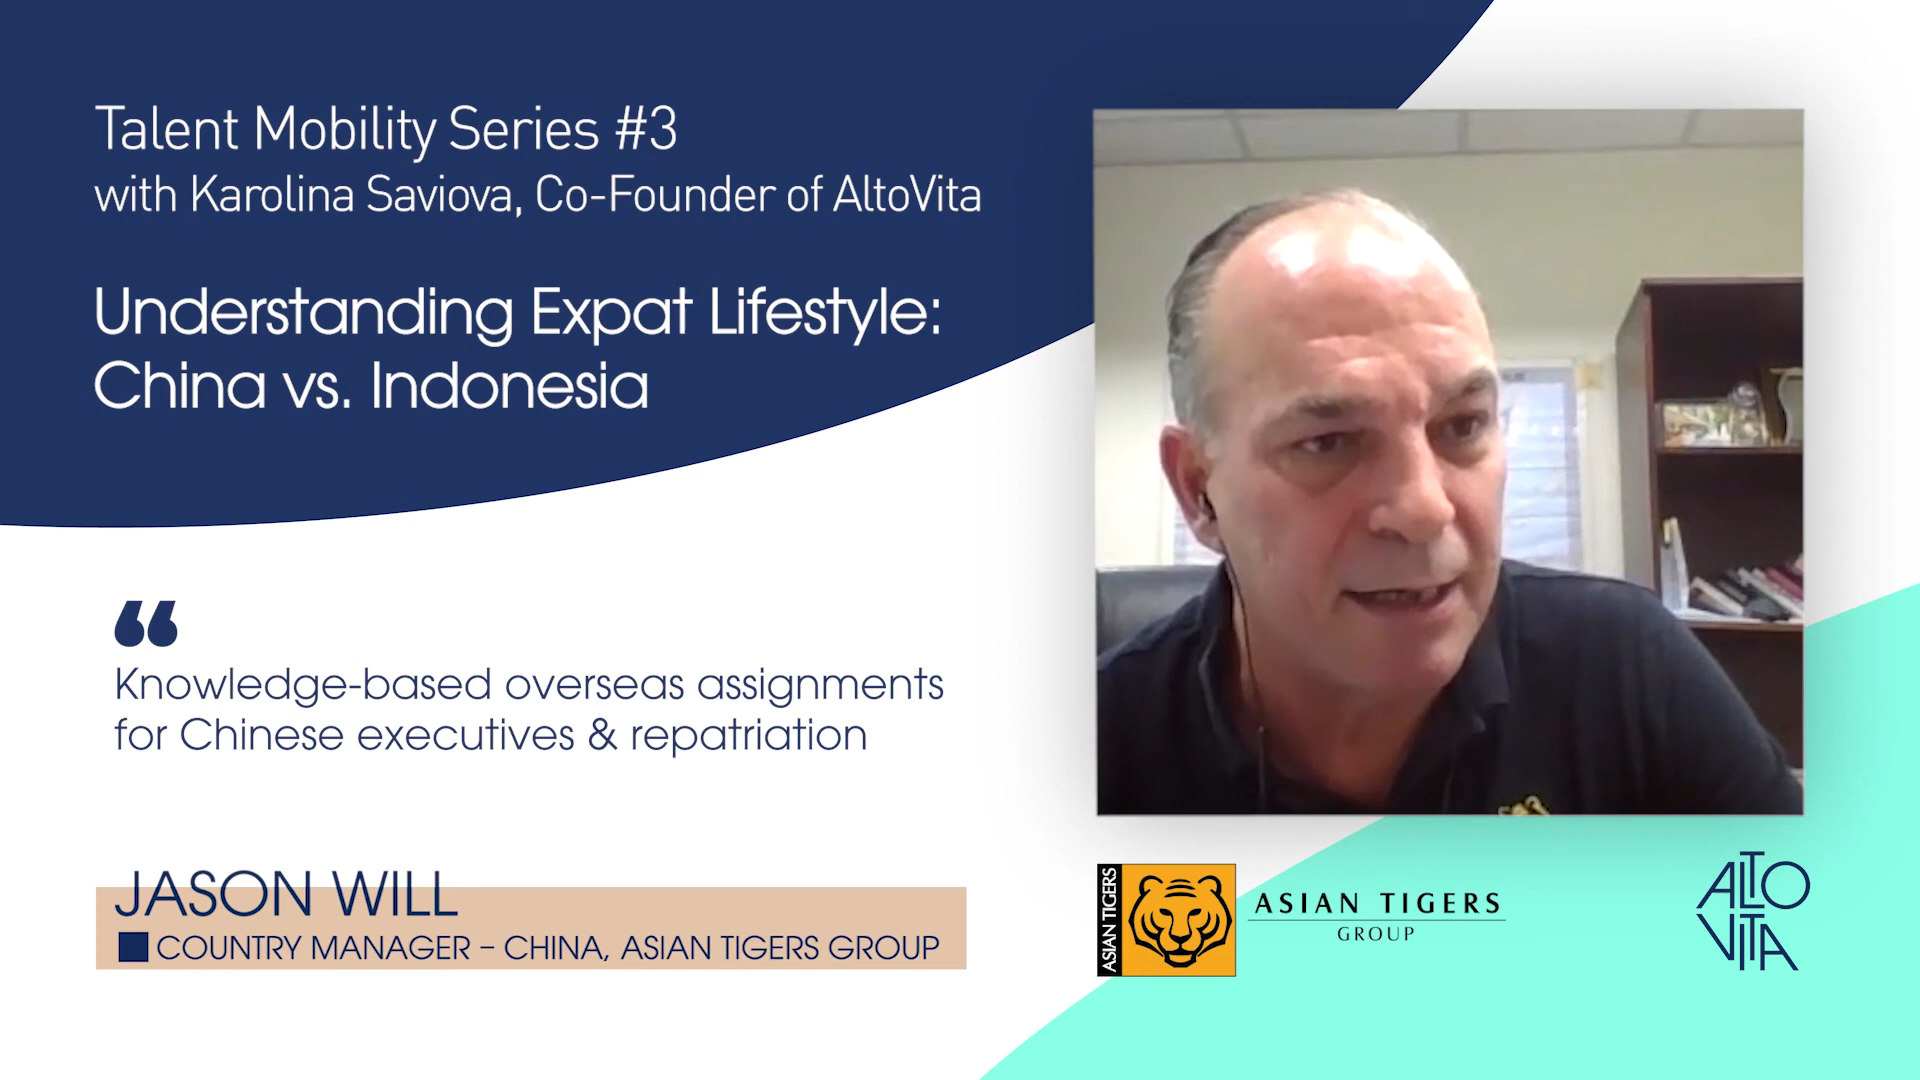 Talent Mobility Series #3
with Karolina Saviova, Co-Founder of AltoVita
Understanding Expat Lifestyle:
China vs. Indonesia
“
Knowledge-based overseas assignments
for Chinese executives & repatriation
JASON WILL
COUNTRY MANAGER – CHINA, ASIAN TIGERS GROUP
ASIAN TIGERS
ASIAN TIGERS
GROUP
ALTO
VITA